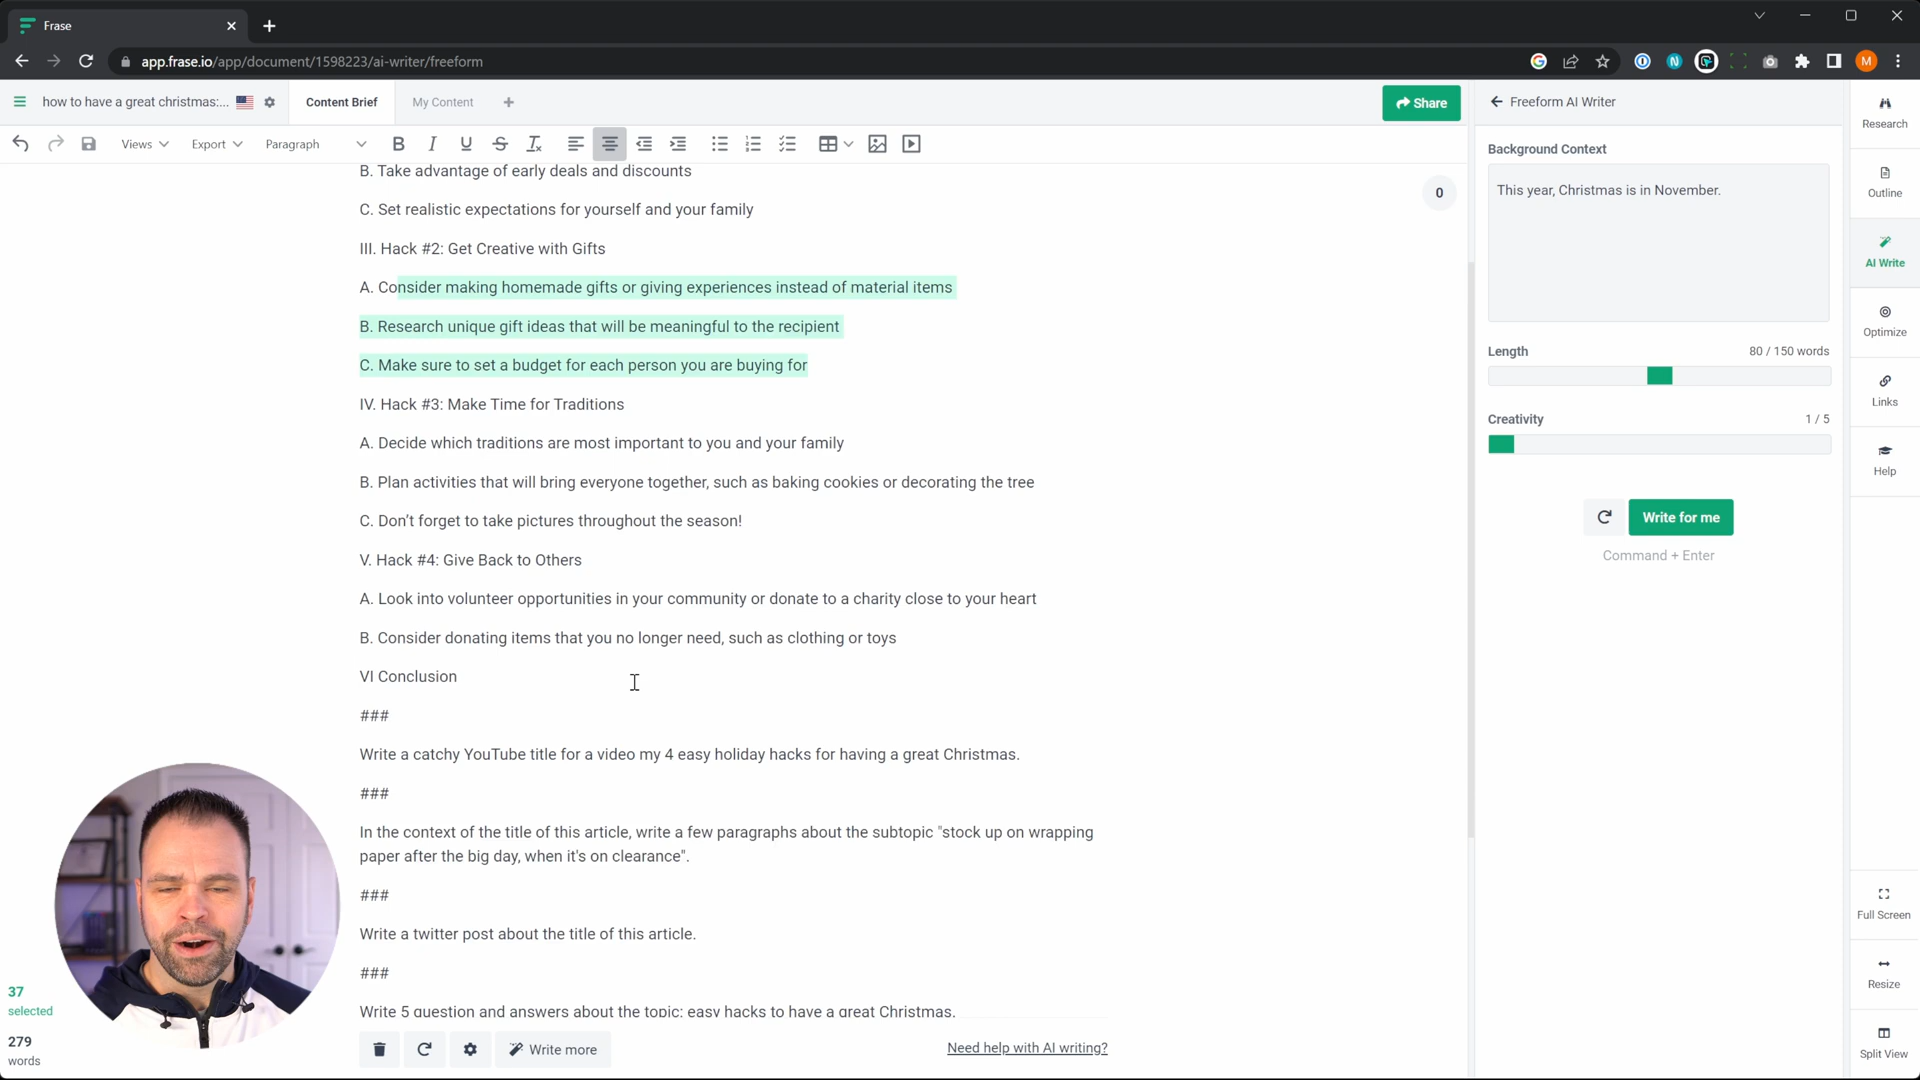 Frase
app.frase.io/app/document/1598223/ai-writer/freeform
M
how to have a great christmas:...
Content Brief
My Content
Share
Freeform AI Writer
Research
Views
Export
Paragraph
Background Context
This year, Christmas is in November.
0
Outline
AI Write
Optimize
Links
Help
Length
80 / 150 words
Creativity
1 / 5
Write for me
Command + Enter
B. Take advantage of early deals and discounts
C. Set realistic expectations for yourself and your family
III. Hack #2: Get Creative with Gifts
A. Consider making homemade gifts or giving experiences instead of material items
B. Research unique gift ideas that will be meaningful to the recipient
C. Make sure to set a budget for each person you are buying for
IV. Hack #3: Make Time for Traditions
A. Decide which traditions are most important to you and your family
B. Plan activities that will bring everyone together, such as baking cookies or decorating the tree
C. Don’t forget to take pictures throughout the season!
V. Hack #4: Give Back to Others
A. Look into volunteer opportunities in your community or donate to a charity close to your heart
B. Consider donating items that you no longer need, such as clothing or toys
VI Conclusion
###
Write a catchy YouTube title for a video my 4 easy holiday hacks for having a great Christmas.
###
In the context of the title of this article, write a few paragraphs about the subtopic "stock up on wrapping
paper after the big day, when it's on clearance".
###
Write a twitter post about the title of this article.
###
Write 5 question and answers about the topic: easy hacks to have a great Christmas.
37
selected
279
words
Write more
Need help with AI writing?
Full Screen
Resize
Split View